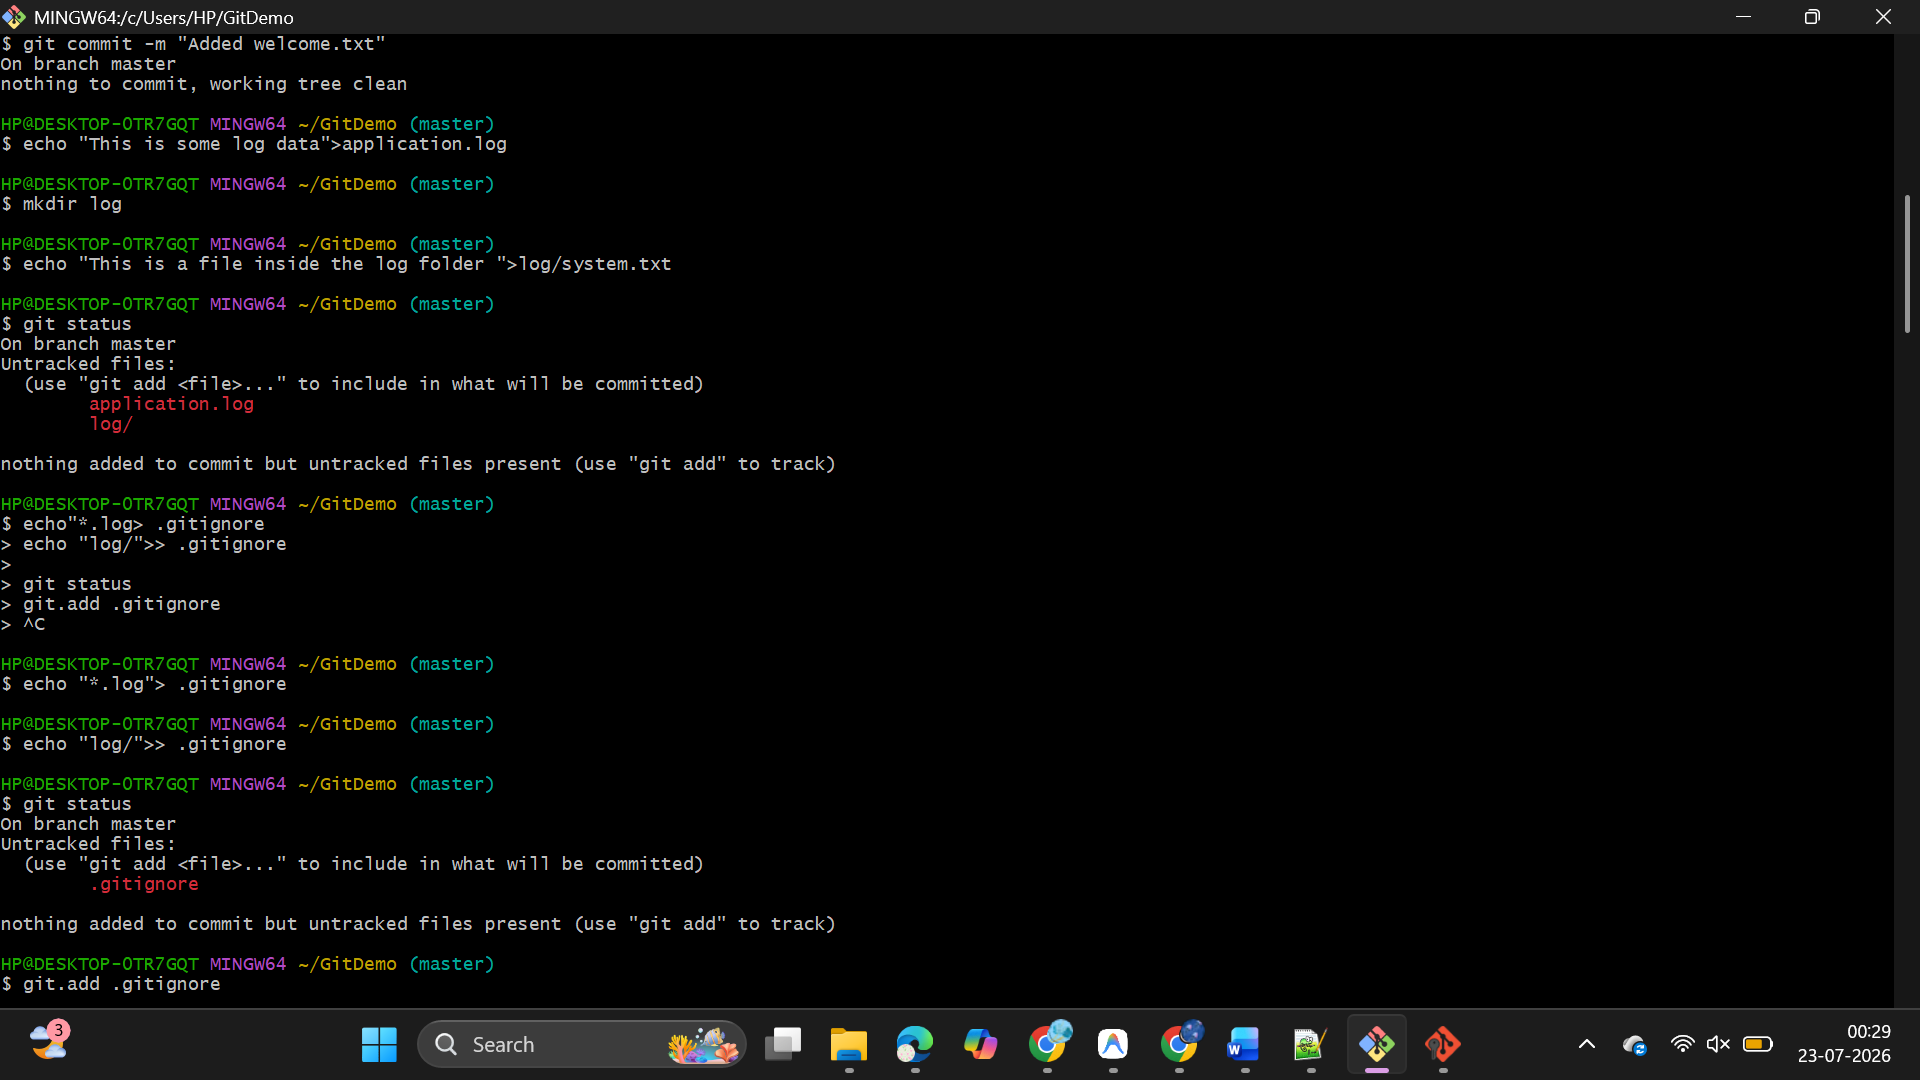 MINGW64:/c/Users/HP/GitDemo
$ git commit -m "Added welcome.txt"
On branch master
nothing to commit, working tree clean
HP@DESKTOP-OTR7GQT MINGW64 ~/GitDemo (master)
$ echo "This is some log data">application.log
HP@DESKTOP-OTR7GQT MINGW64 ~/GitDemo (master)
$ mkdir log
HP@DESKTOP-OTR7GQT MINGW64 ~/GitDemo (master)
$ echo "This is a file inside the log folder ">log/system.txt
HP@DESKTOP-OTR7GQT MINGW64 ~/GitDemo (master)
$ git status
On branch master
Untracked files:
  (use "git add <file>..." to include in what will be committed)
        application.log
        log/
nothing added to commit but untracked files present (use "git add" to track)
HP@DESKTOP-OTR7GQT MINGW64 ~/GitDemo (master)
$ echo"*.log> .gitignore
> echo "log/">> .gitignore
>
> git status
> git.add .gitignore
> ^C
HP@DESKTOP-OTR7GQT MINGW64 ~/GitDemo (master)
$ echo "*.log"> .gitignore
HP@DESKTOP-OTR7GQT MINGW64 ~/GitDemo (master)
$ echo "log/">> .gitignore
HP@DESKTOP-OTR7GQT MINGW64 ~/GitDemo (master)
$ git status
On branch master
Untracked files:
  (use "git add <file>..." to include in what will be committed)
        .gitignore
nothing added to commit but untracked files present (use "git add" to track)
HP@DESKTOP-OTR7GQT MINGW64 ~/GitDemo (master)
$ git.add .gitignore
3
Search
00:29
23-07-2026